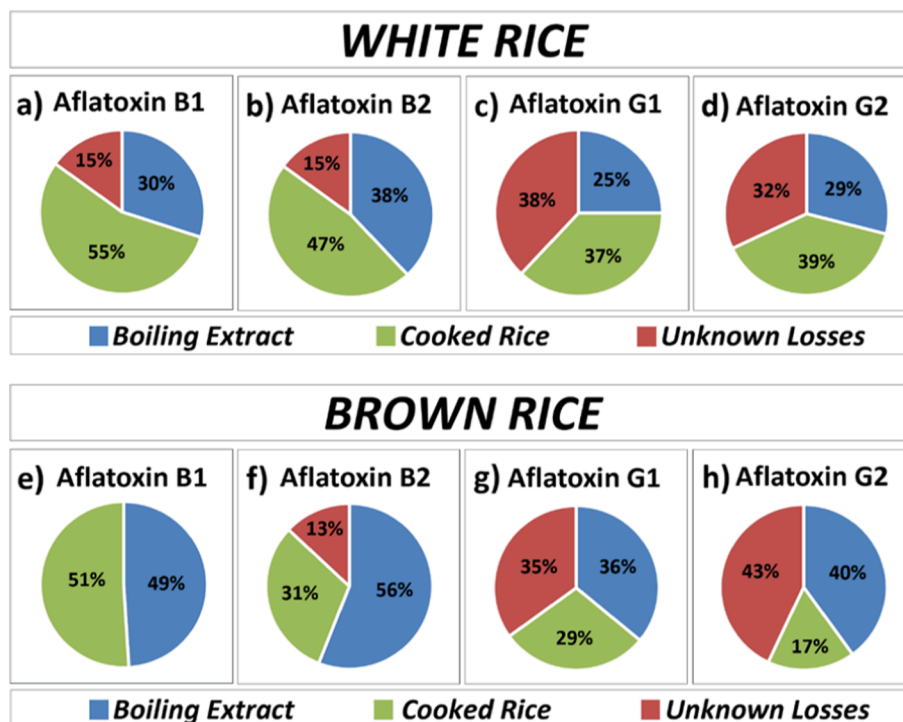 WHITE RICE
a) Aflatoxin B1
15%
30%
55%
b) Aflatoxin B2
15%
38%
47%
c) Aflatoxin G1
38%
25%
37%
d) Aflatoxin G2
32%
29%
39%
Boiling Extract Cooked Rice Unknown Losses
BROWN RICE
e) Aflatoxin B1
51%
49%
f) Aflatoxin B2
13%
31%
56%
g) Aflatoxin G1
35%
36%
29%
h) Aflatoxin G2
43%
40%
17%
Boiling Extract Cooked Rice Unknown Losses